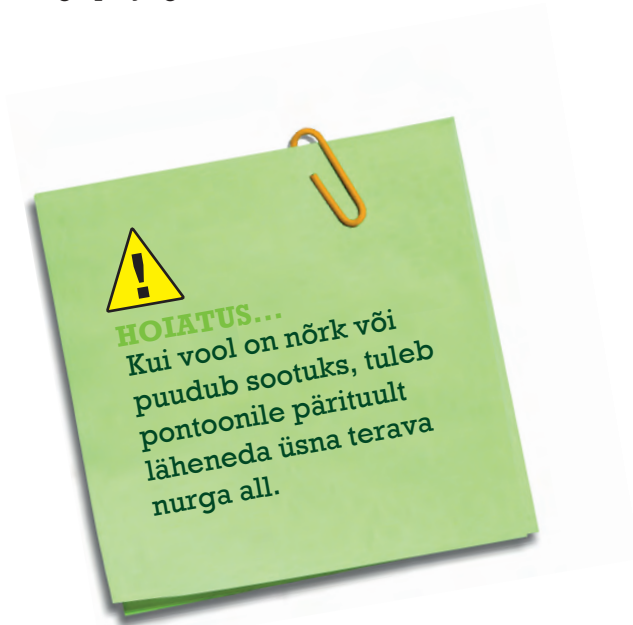 HOIATUS...
Kui vool on nõrk või
puudub sootuks, tuleb
pontoonile pärituult
läheneda üsna terava
nurga all.